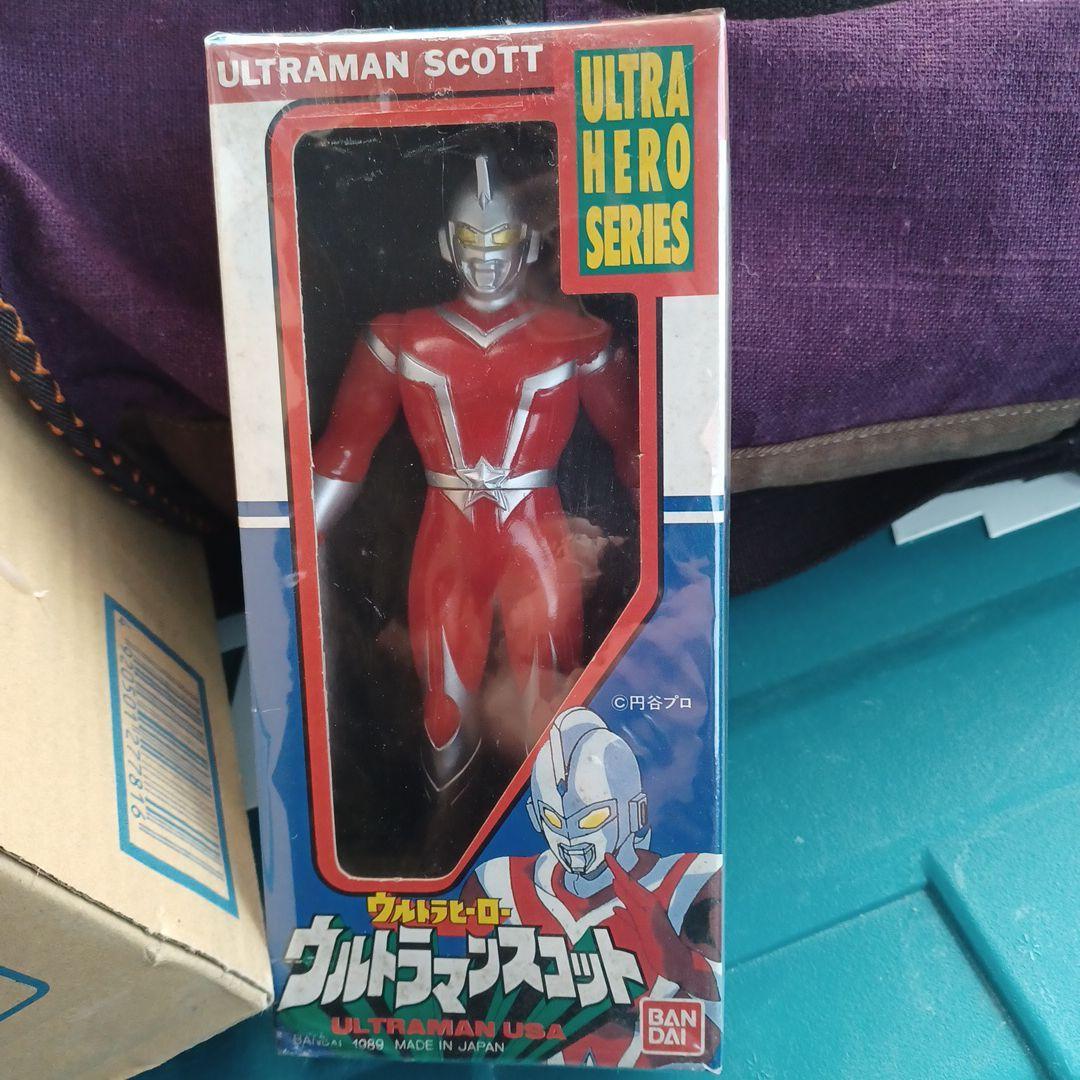 ULTRAMAN SCOTT
ULTRA
HERO
SERIES
©円谷プロ
ウルトラヒーロー
ウルトラマンスコット
ULTRAMAN USA
BANDAI 1989 MADE IN JAPAN
BAN
DAI